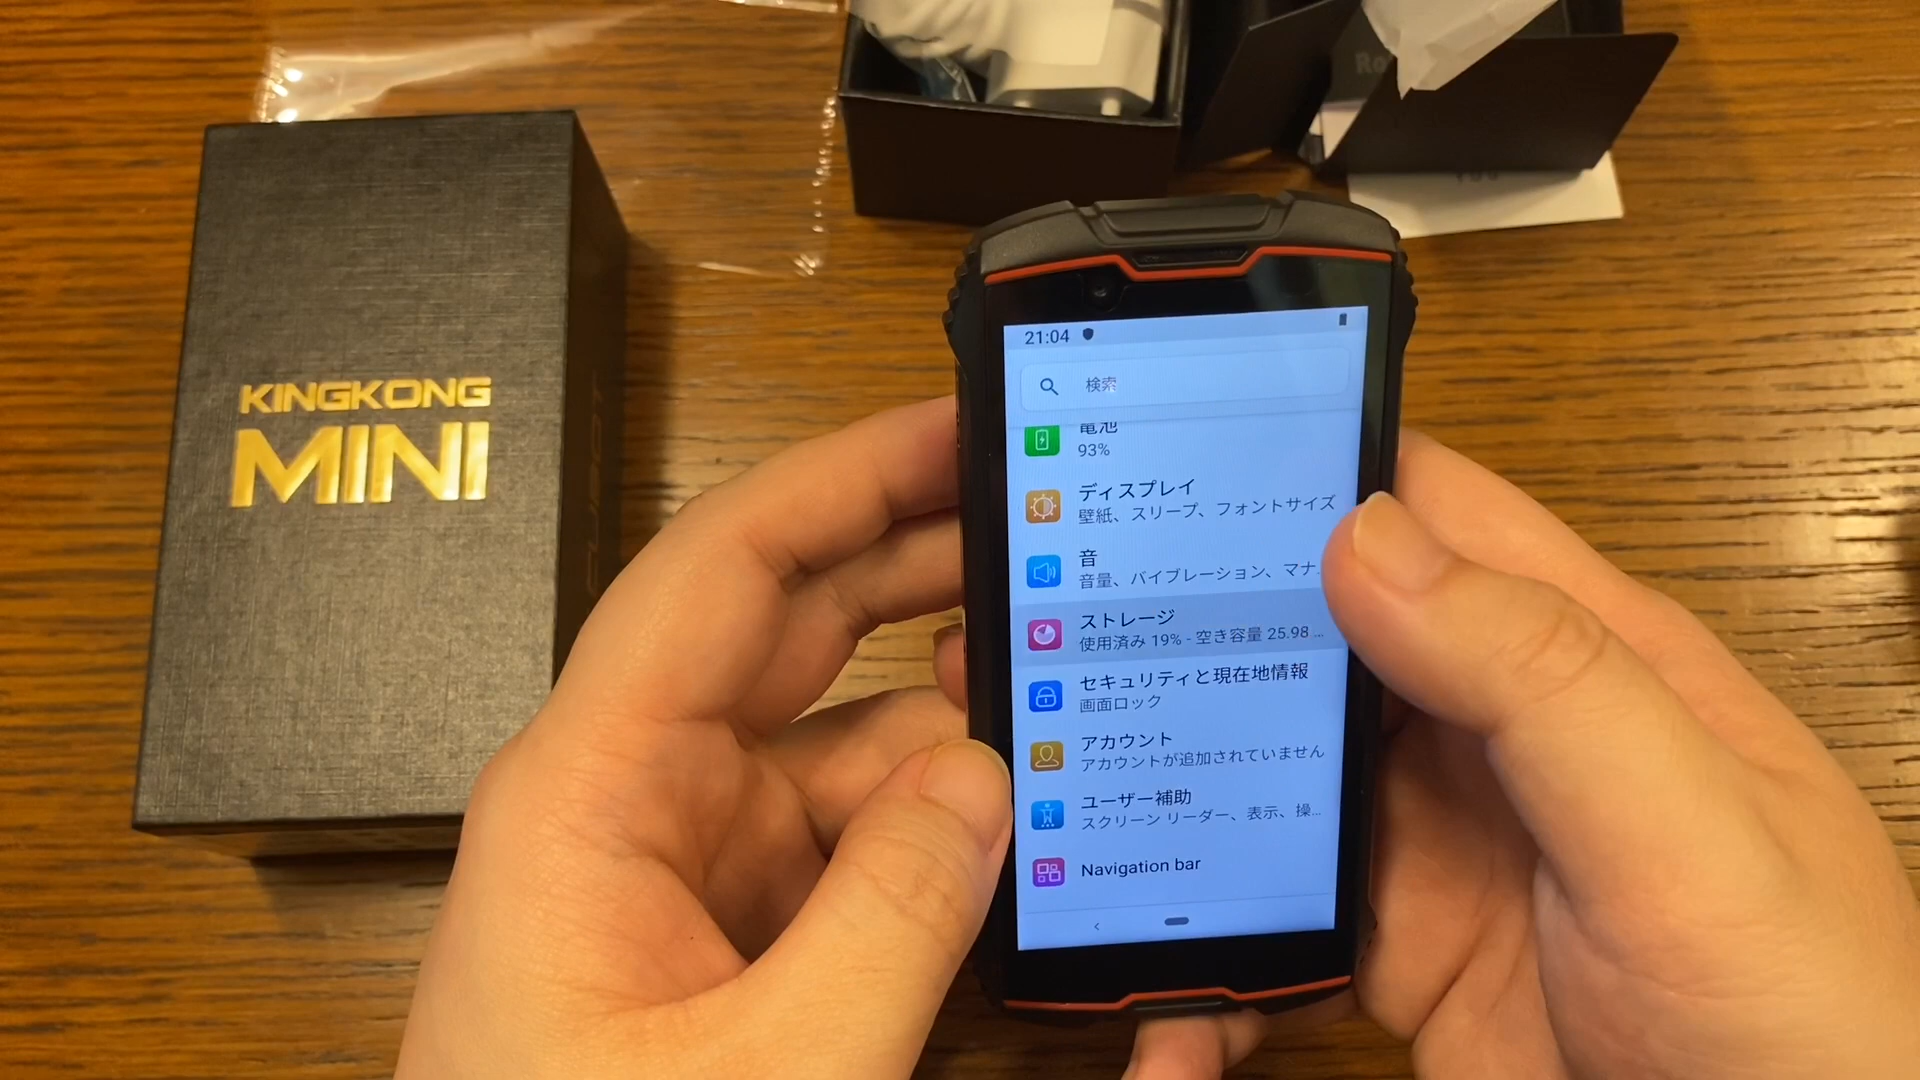 KINGKONG
MINI
21:04
検索
電池
93%
ディスプレイ
壁紙、スリープ、フォントサイズ
音
音量、バイブレーション、マナ...
ストレージ
使用済み 19% - 空き容量 25.98 ...
セキュリティと現在地情報
画面ロック
アカウント
アカウントが追加されていません
ユーザー補助
スクリーン リーダー、表示、操...
Navigation bar